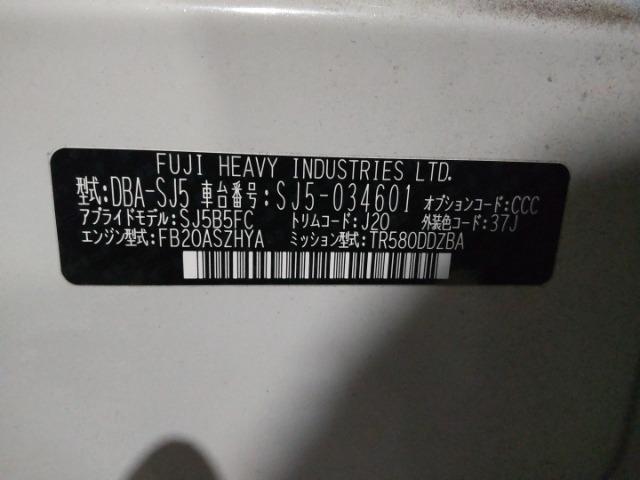 FUJI HEAVY INDUSTRIES LTD.
型式:DBA-SJ5 車台番号:SJ5-034601 オプションコード:CCC
アプライドモデル:SJ5B5FC トリムコード:J20 外装色コード:37J
エンジン型式:FB20ASZHYA ミッション型式:TR580DDZBA